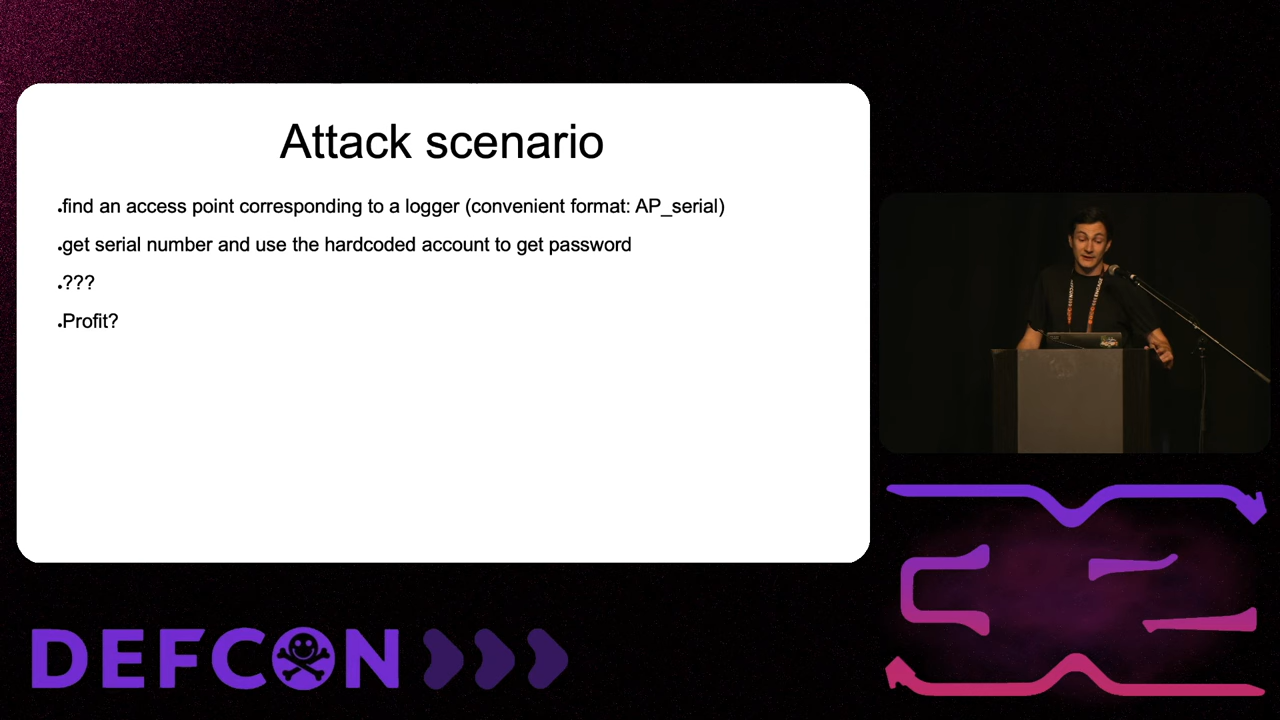 Attack scenario
.find an access point corresponding to a logger (convenient format: AP_serial)
.get serial number and use the hardcoded account to get password
.???
.Profit?
DEFCON